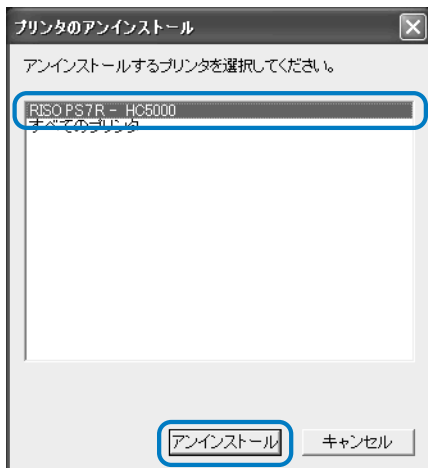 プリンタのアンインストール
アンインストールするプリンタを選択してください。
RISO PS7R - HC5000
すべてのプリンタ
アンインストール
キャンセル